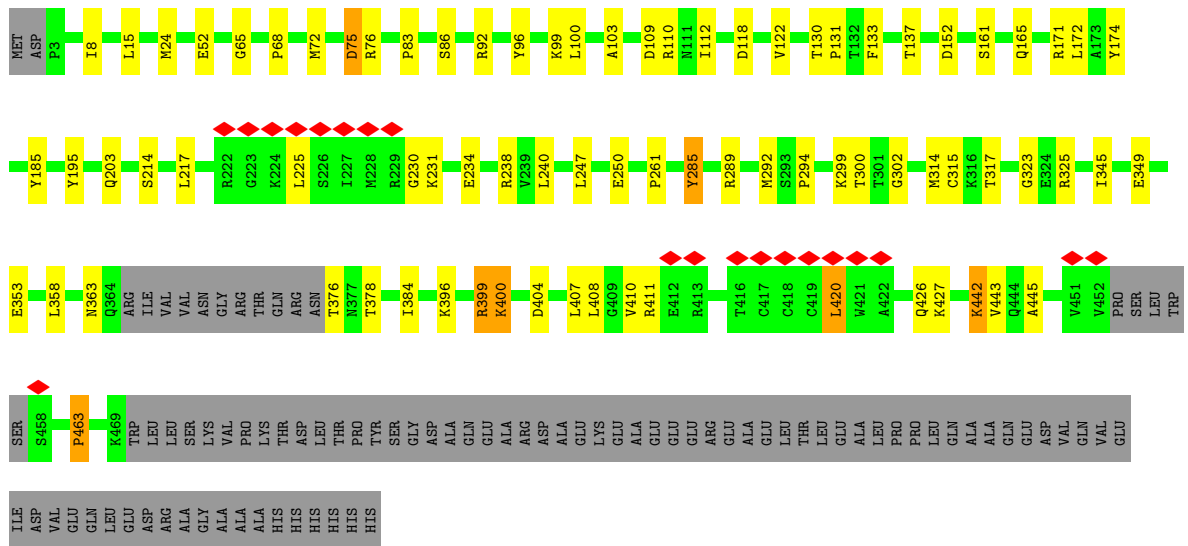 MET ASP P3 I8 L15 M24 E52 G65 P68 M72 D75 R76 P83 S86 R92 Y96 K99 L100 A103 D109 R110 N111 I112 D118 V122 T130 P131 T132 F133 T137 D152 S161 Q165 R171 L172 A173 Y174
Y185 Y195 Q203 S214 L217 R222 G223 K224 L225 S226 I227 M228 R229 G230 K231 E234 R238 V239 L240 L247 E250 P261 Y285 R289 M292 S293 P294 K299 T300 T301 G302 M314 C315 K316 T317 G323 E324 R325 I345 E349
E353 L358 N363 Q364 ARG ILE VAL VAL ASN GLY ARG THR GLN ARG ASN T376 N377 T378 I384 K396 R399 K400 D404 L407 L408 G409 V410 R411 E412 R413 T416 C417 C418 C419 L420 W421 A422 Q426 K427 K442 V443 Q444 A445 V451 V452 PRO SER LEU TRP
SER S458 P463 K469 TRP LEU LEU SER LYS VAL PRO LYS THR ASP LEU THR PRO TYR SER GLY ASP ALA GLN GLU ALA ARG ASP ALA GLU LYS GLU ALA GLU GLU GLU ARG GLU ALA GLU LEU THR LEU GLU ALA LEU PRO PRO LEU GLN ALA ALA GLN GLU ASP VAL GLN VAL GLU
ILE ASP VAL GLU GLN LEU GLU ASP ARG ALA GLY ALA ALA ALA HIS HIS HIS HIS HIS HIS